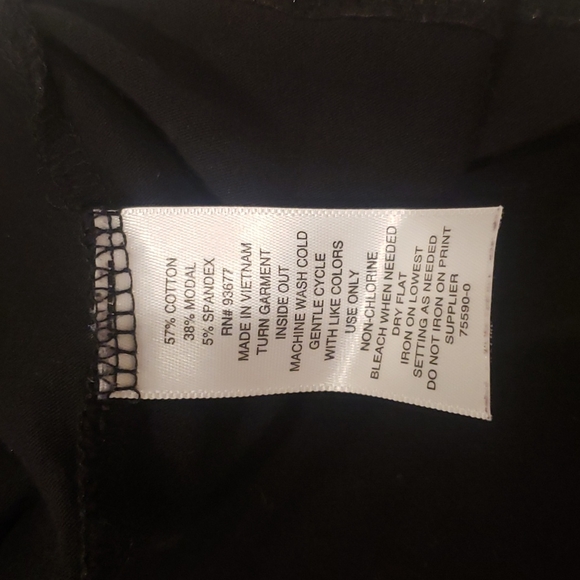 57% COTTON
38% MODAL
5% SPANDEX
RN# 93677
MADE IN VIETNAM
TURN GARMENT
INSIDE OUT
MACHINE WASH COLD
GENTLE CYCLE
WITH LIKE COLORS
USE ONLY
NON-CHLORINE
BLEACH WHEN NEEDED
DRY FLAT
IRON ON LOWEST
SETTING AS NEEDED
DO NOT IRON ON PRINT
SUPPLIER
75590-0